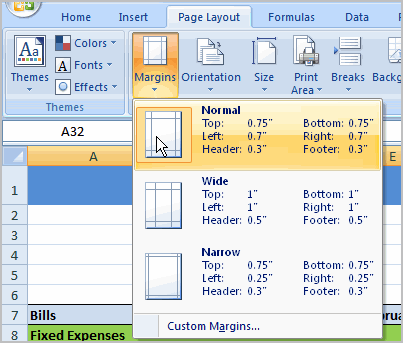 Home Insert Page Layout Formulas Data
Aa Colors
Fonts
Effects
Themes Margins Orientation Size Print Area Breaks
Themes
A32
A E
Normal
Top: 0.75" Bottom: 0.75"
Left: 0.7" Right: 0.7"
Header: 0.3" Footer: 0.3"
Wide
Top: 1" Bottom: 1"
Left: 1" Right: 1"
Header: 0.5" Footer: 0.5"
Narrow
Top: 0.75" Bottom: 0.75"
Left: 0.25" Right: 0.25"
Header: 0.3" Footer: 0.3"
Custom Margins...
1
2
3
4
5
6
7 Bills
8 Fixed Expenses